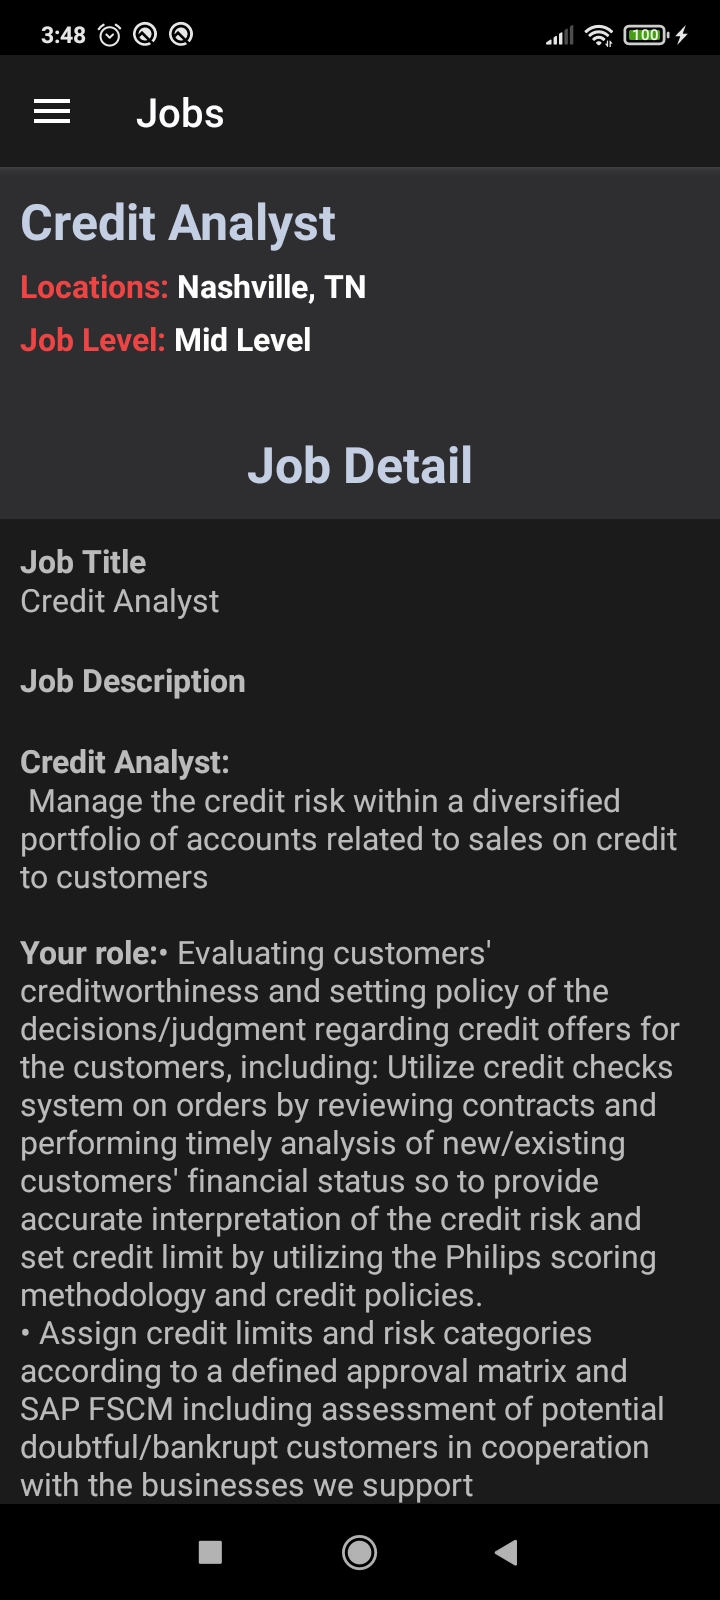 3:48
100
Jobs
Credit Analyst
Locations: Nashville, TN
Job Level: Mid Level
Job Detail
Job Title
Credit Analyst
Job Description
Credit Analyst:
Manage the credit risk within a diversified
portfolio of accounts related to sales on credit
to customers
Your role:• Evaluating customers'
creditworthiness and setting policy of the
decisions/judgment regarding credit offers for
the customers, including: Utilize credit checks
system on orders by reviewing contracts and
performing timely analysis of new/existing
customers' financial status so to provide
accurate interpretation of the credit risk and
set credit limit by utilizing the Philips scoring
methodology and credit policies.
• Assign credit limits and risk categories
according to a defined approval matrix and
SAP FSCM including assessment of potential
doubtful/bankrupt customers in cooperation
with the businesses we support